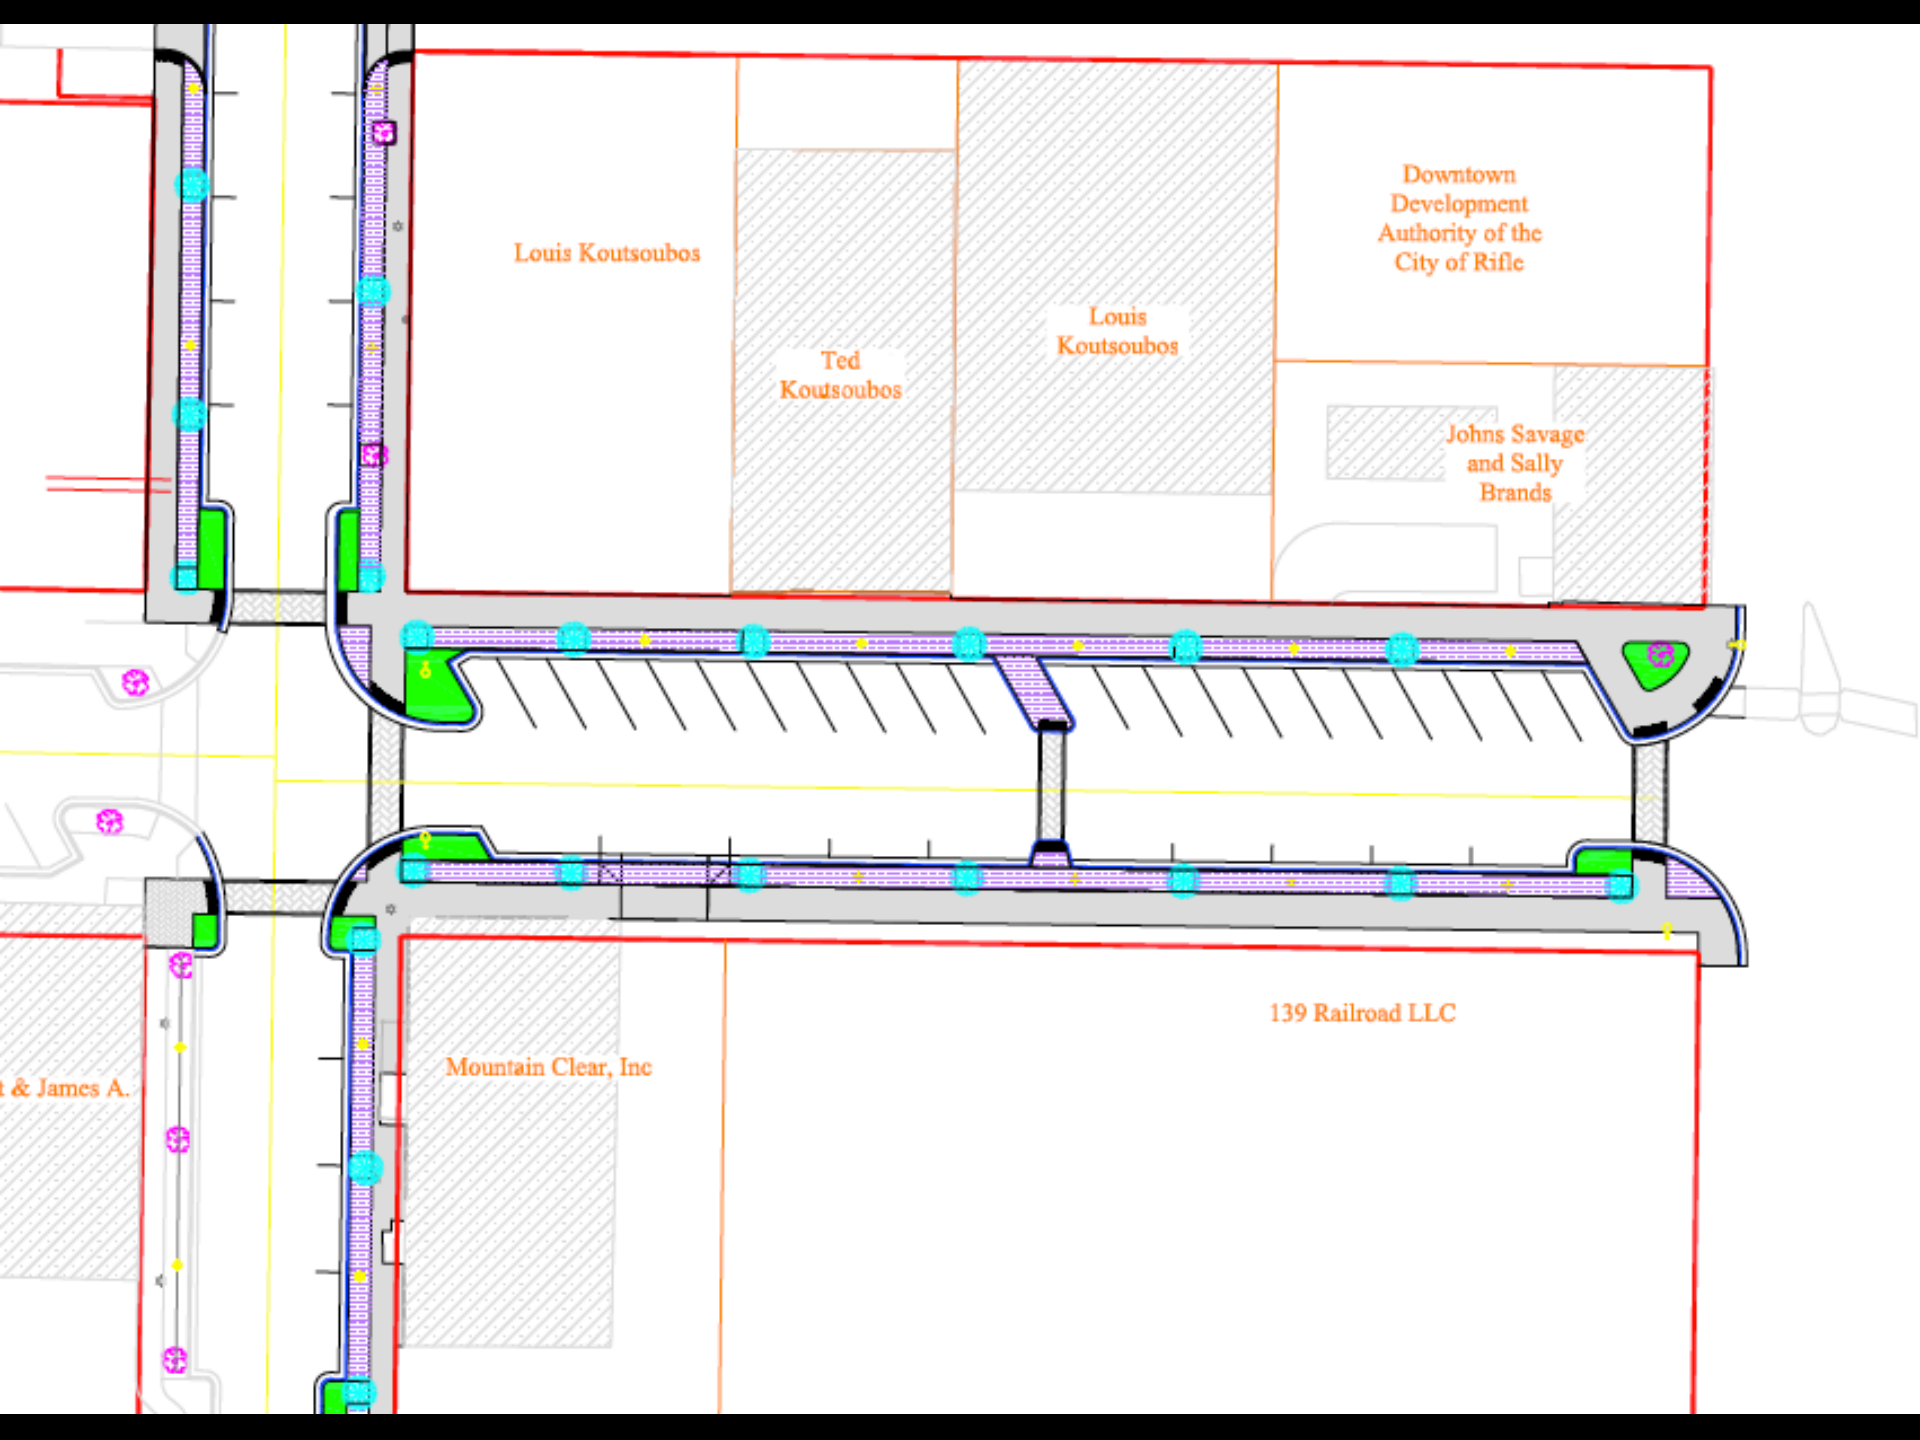 Downtown
Development
Authority of the
City of Rifle
Louis Koutsoubos
Louis
Koutsoubos
Ted
Koutsoubos
Johns Savage
and Sally
Brands
139 Railroad LLC
Mountain Clear, Inc
& James A.